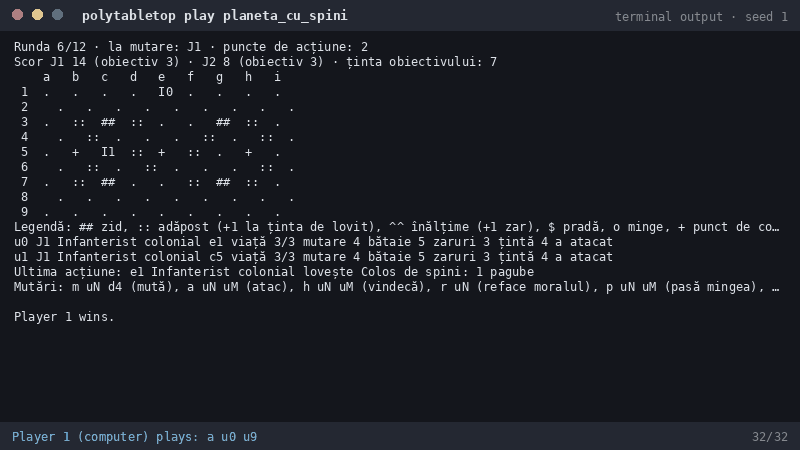 polytabletop play planeta_cu_spini
terminal output · seed 1
Runda 6/12 · la mutare: J1 · puncte de acțiune: 2
Scor J1 14 (obiectiv 3) · J2 8 (obiectiv 3) · ținta obiectivului: 7
a b c d e f g h i
1 . . . . I0 . . . .
2 . . . . . . . . .
3 . :: ## :: . . ## :: .
4 . :: . . . :: . :: .
5 . + I1 :: + :: . + .
6 . :: . :: . . . :: .
7 . :: ## . . :: ## :: .
8 . . . . . . . . .
9 . . . . . . . . .
Legendă: ## zid, :: adăpost (+1 la ținta de lovit), ^^ înălțime (+1 zar), $ pradă, o minge, + punct de co…
u0 J1 Infanterist colonial e1 viață 3/3 mutare 4 bătaie 5 zaruri 3 țintă 4 a atacat
u1 J1 Infanterist colonial c5 viață 3/3 mutare 4 bătaie 5 zaruri 3 țintă 4 a atacat
Ultima acțiune: e1 Infanterist colonial lovește Colos de spini: 1 pagube
Mutări: m uN d4 (mută), a uN uM (atac), h uN uM (vindecă), r uN (reface moralul), p uN uM (pasă mingea), …
Player 1 wins.
Player 1 (computer) plays: a u0 u9
32/32